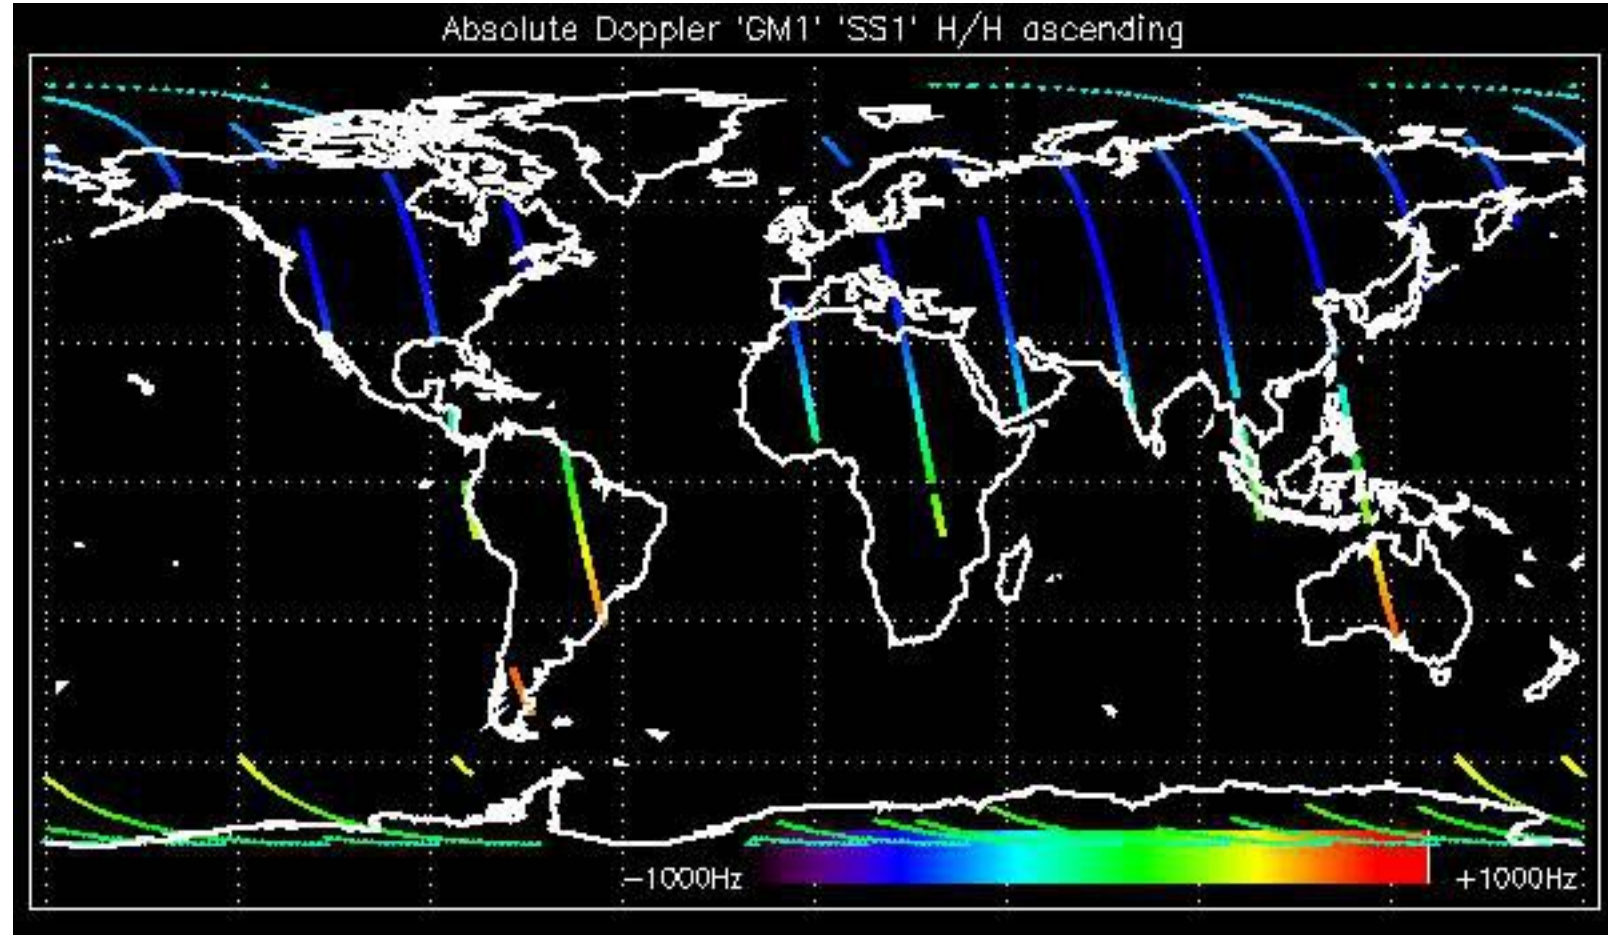 Absolute Doppler 'GM1' 'SS1' H/H ascending
-1000Hz +1000Hz